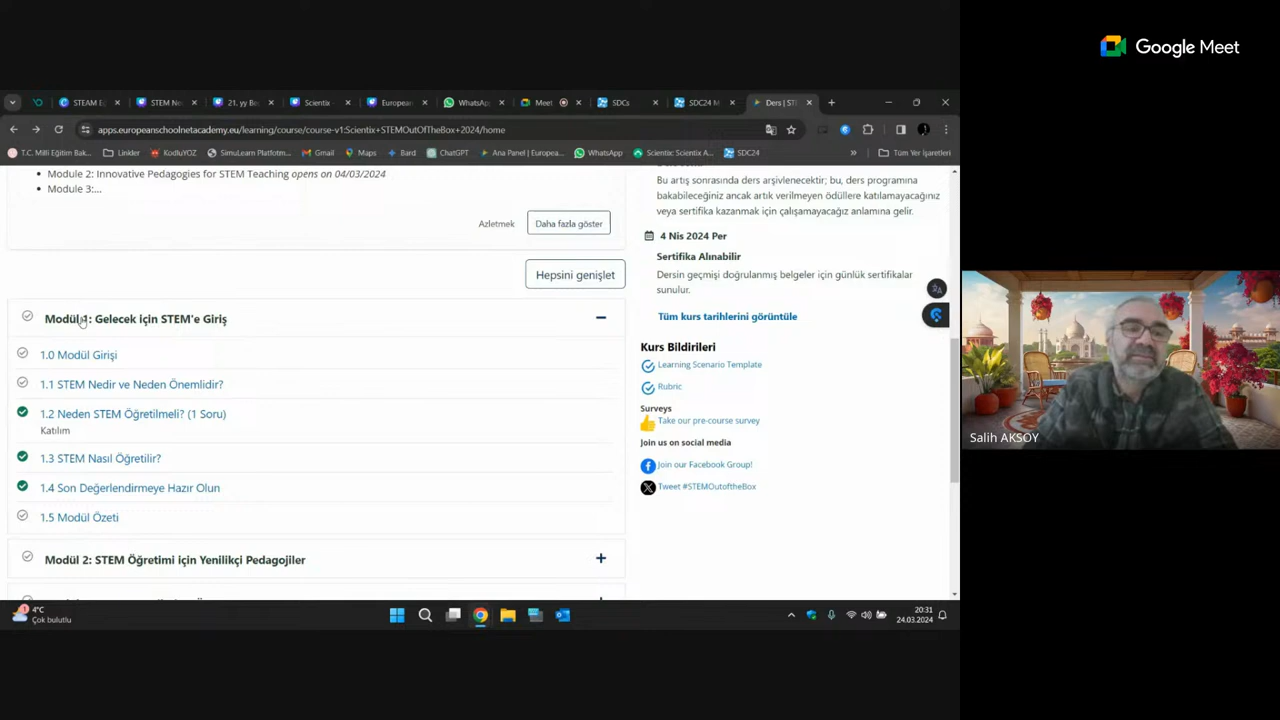 Google Meet
STEAM E
STEM Ne
21. yy Be
Scientix -
European
WhatsAp
Meet
SDCs
SDC24 M
Ders | ST
apps.europeanschoolnetacademy.eu/learning/course/course-v1:Scientix+STEMOutOfTheBox+2024/home
T.C. Millî Eğitim Bak...
Linkler
KodluYOZ
SimuLearn Platfotm...
Gmail
Maps
Bard
ChatGPT
Ana Panel | Europea...
WhatsApp
Scientix: Scientix A...
SDC24
»
Tüm Yer İşaretleri
Module 2: Innovative Pedagogies for STEM Teaching opens on 04/03/2024
Module 3:...
Azletmek
Daha fazla göster
Hepsini genişlet
Modül 1: Gelecek için STEM'e Giriş
1.0 Modül Girişi
1.1 STEM Nedir ve Neden Önemlidir?
1.2 Neden STEM Öğretilmeli? (1 Soru)
Katılım
1.3 STEM Nasıl Öğretilir?
1.4 Son Değerlendirmeye Hazır Olun
1.5 Modül Özeti
Modül 2: STEM Öğretimi için Yenilikçi Pedagojiler
Bu artış sonrasında ders arşivlenecektir; bu, ders programına
bakabileceğiniz ancak artık verilmeyen ödüllere katılamayacağınız
veya sertifika kazanmak için çalışamayacağız anlamına gelir.
4 Nis 2024 Per
Sertifika Alınabilir
Dersin geçmişi doğrulanmış belgeler için günlük sertifikalar
sunulur.
Tüm kurs tarihlerini görüntüle
Kurs Bildirileri
Learning Scenario Template
Rubric
Surveys
Take our pre-course survey
Join us on social media
Join our Facebook Group!
Tweet #STEMOutoftheBox
Salih AKSOY
1
4°C
Çok bulutlu
20:31
24.03.2024